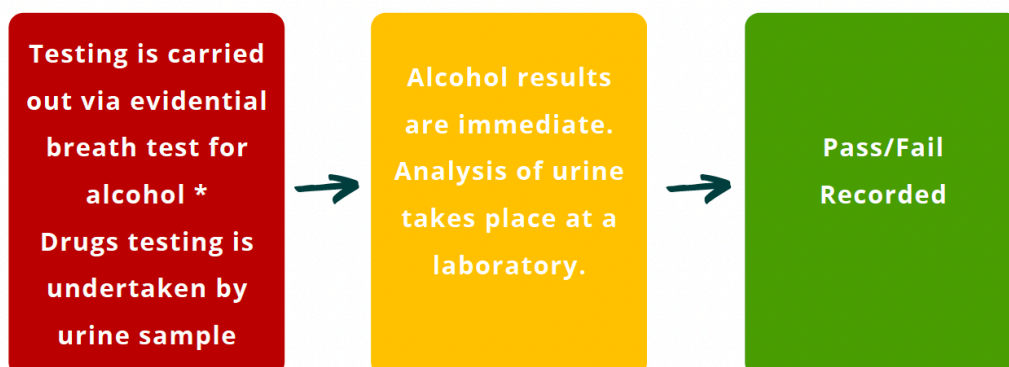 Testing is carried
out via evidential
breath test for
alcohol *
Drugs testing is
undertaken by
urine sample
Alcohol results
are immediate.
Analysis of urine
takes place at a
laboratory.
Pass/Fail
Recorded